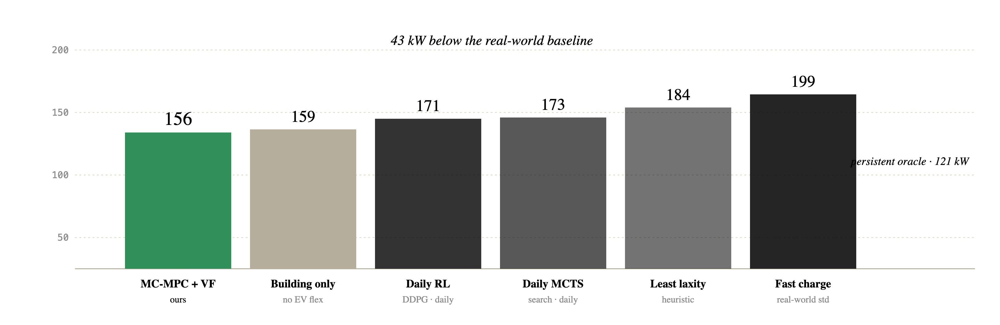 43 kW below the real-world baseline
200
199
184
171
173
150
156
159
persistent oracle · 121 kW
100
50
MC-MPC + VF
ours
Building only
no EV flex
Daily RL
DDPG · daily
Daily MCTS
search · daily
Least laxity
heuristic
Fast charge
real-world std